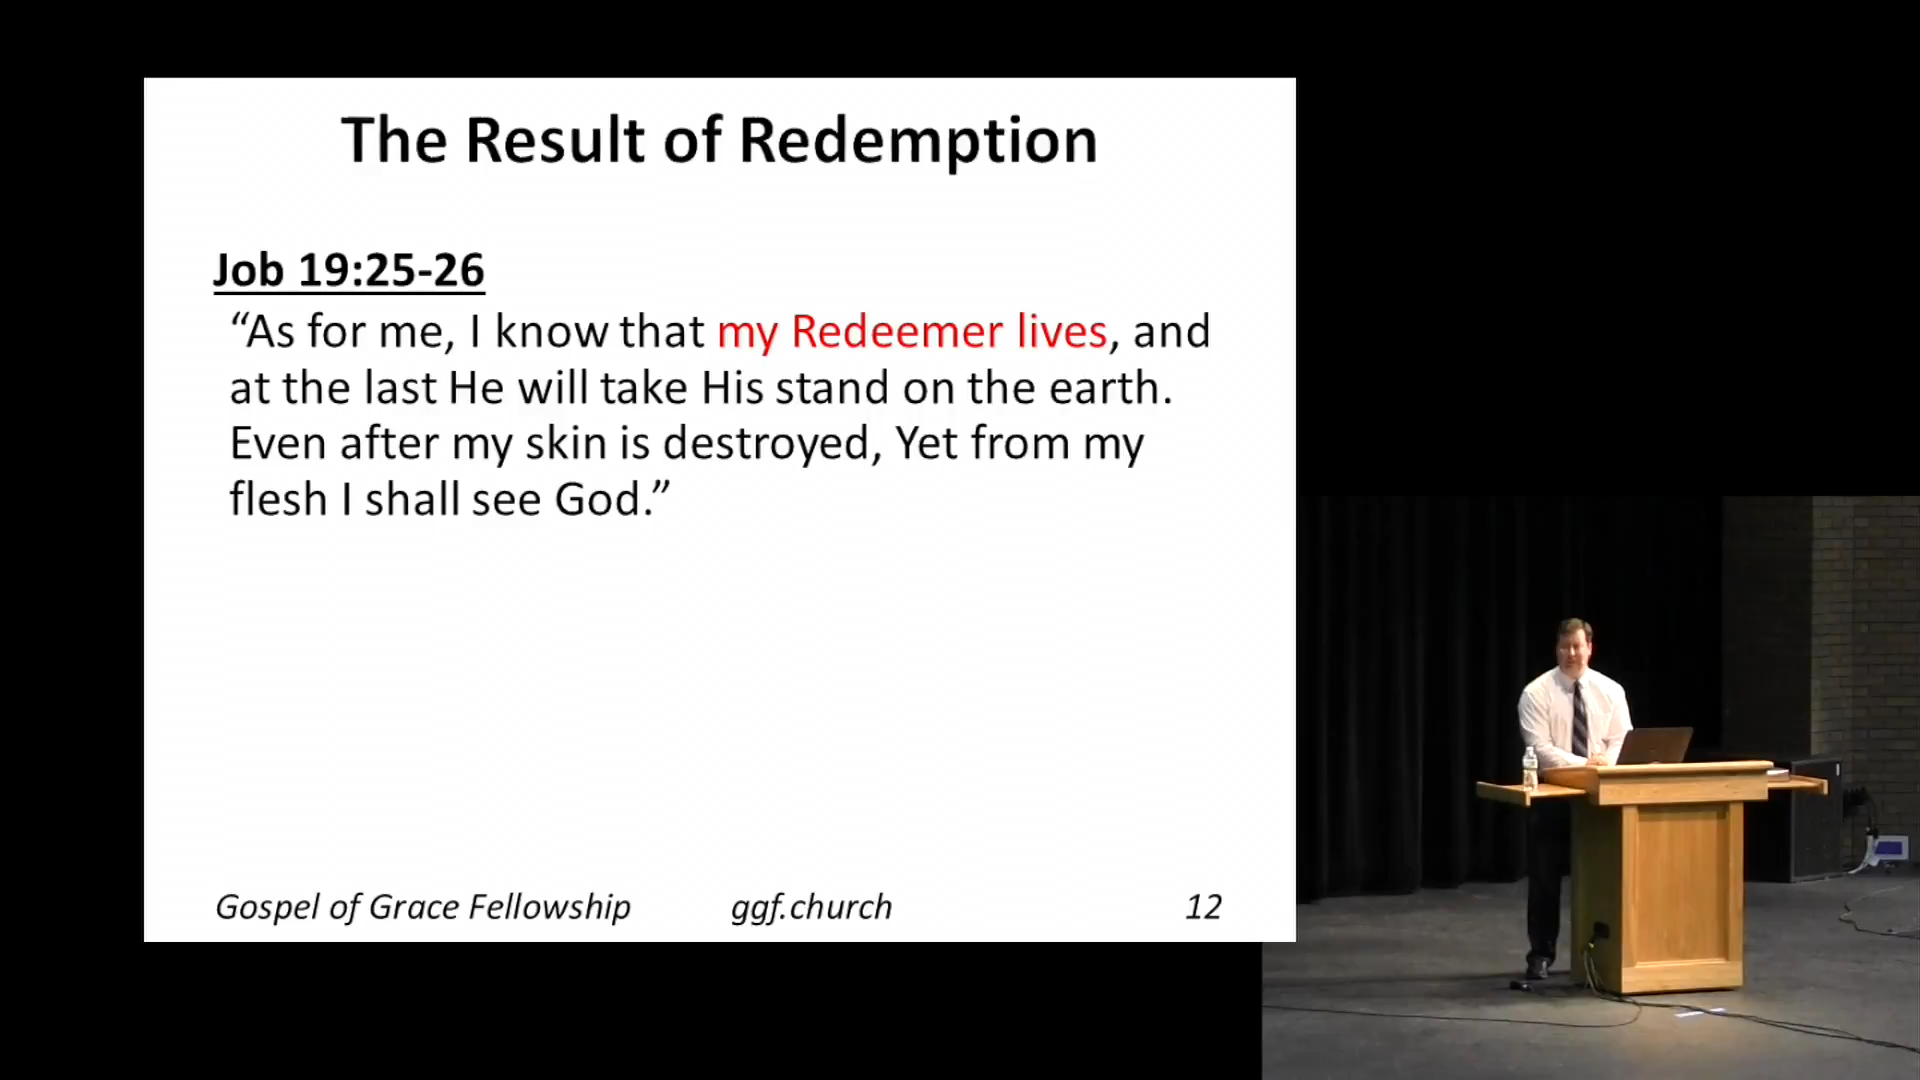 The Result of Redemption
Job 19:25-26
“As for me, I know that my Redeemer lives, and
at the last He will take His stand on the earth.
Even after my skin is destroyed, Yet from my
flesh I shall see God.”
Gospel of Grace Fellowship ggf.church 12